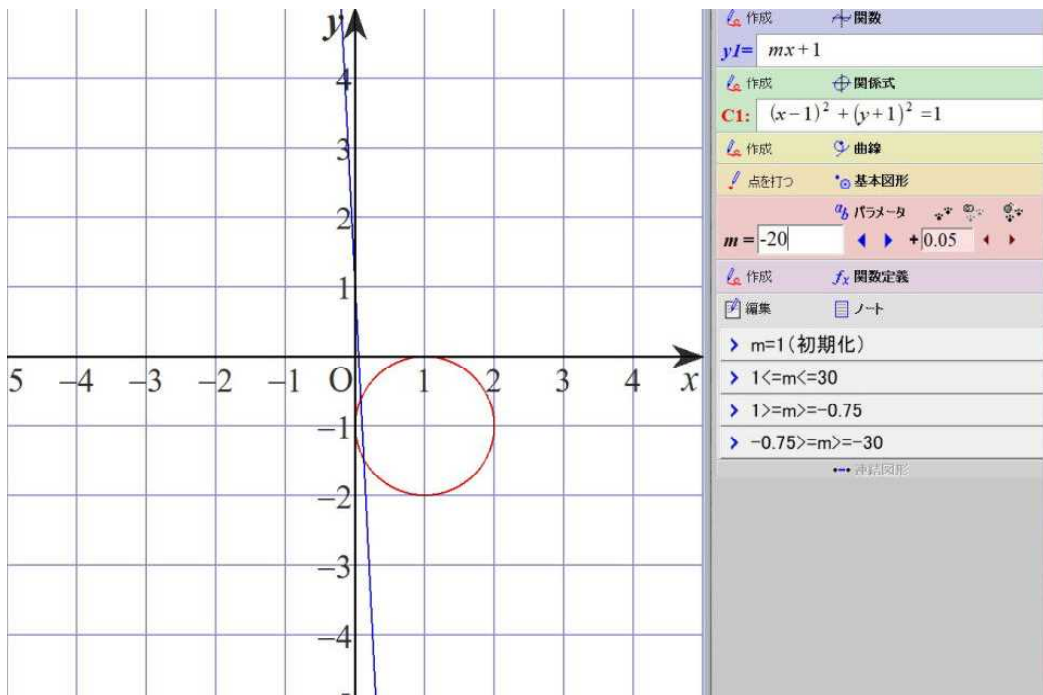 y
4
3
2
1
5 −4 −3 −2 −1 O 1 2 3 4 x
−1
−2
−3
−4
作成 関数
y1= mx+1
作成 関係式
C1: (x−1)² +(y+1)² =1
作成 曲線
点を打つ 基本図形
ab パラメータ
m = -20 +0.05
作成 fx 関数定義
編集 ノート
> m=1(初期化)
> 1<=m<=30
> 1>=m>=-0.75
> -0.75>=m>=-30
連結図形